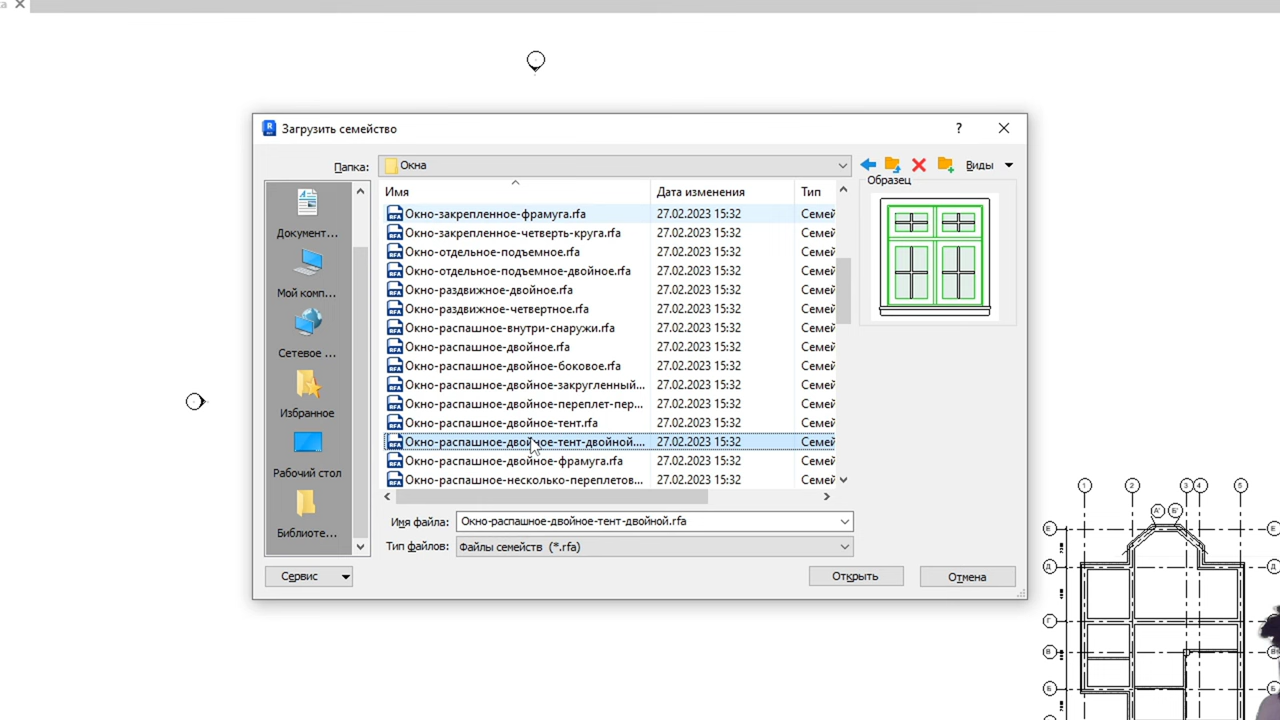 Загрузить семейство
?
Папка: Окна
Виды
Образец
Имя Дата изменения Тип
Окно-закрепленное-фрамуга.rfa 27.02.2023 15:32 Семей
Окно-закрепленное-четверть-круга.rfa 27.02.2023 15:32 Семей
Окно-отдельное-подъемное.rfa 27.02.2023 15:32 Семей
Окно-отдельное-подъемное-двойное.rfa 27.02.2023 15:32 Семей
Окно-раздвижное-двойное.rfa 27.02.2023 15:32 Семей
Окно-раздвижное-четвертное.rfa 27.02.2023 15:32 Семей
Окно-распашное-внутри-снаружи.rfa 27.02.2023 15:32 Семей
Окно-распашное-двойное.rfa 27.02.2023 15:32 Семей
Окно-распашное-двойное-боковое.rfa 27.02.2023 15:32 Семей
Окно-распашное-двойное-закругленный... 27.02.2023 15:32 Семей
Окно-распашное-двойное-переплет-пер... 27.02.2023 15:32 Семей
Окно-распашное-двойное-тент.rfa 27.02.2023 15:32 Семей
Окно-распашное-двойное-тент-двойной.... 27.02.2023 15:32 Семей
Окно-распашное-двойное-фрамуга.rfa 27.02.2023 15:32 Семей
Окно-распашное-несколько-переплетов... 27.02.2023 15:32 Семей
Документ...
Мой комп...
Сетевое ...
Избранное
Рабочий стол
Библиоте...
Имя файла: Окно-распашное-двойное-тент-двойной.rfa
Тип файлов: Файлы семейств (*.rfa)
Сервис
Открыть
Отмена
1 2 3 4 5
А' Б'
Е Е
Д Д
Г Г
В В
Б Б